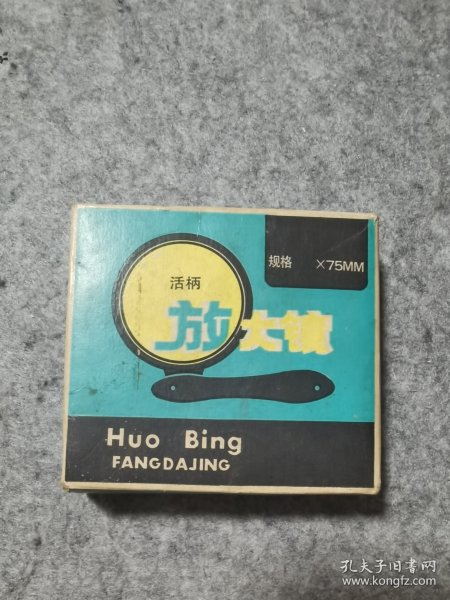 规格 ×75MM
活柄
放大镜
Huo Bing
FANGDAJING
孔夫子旧书网
www.kongfz.com